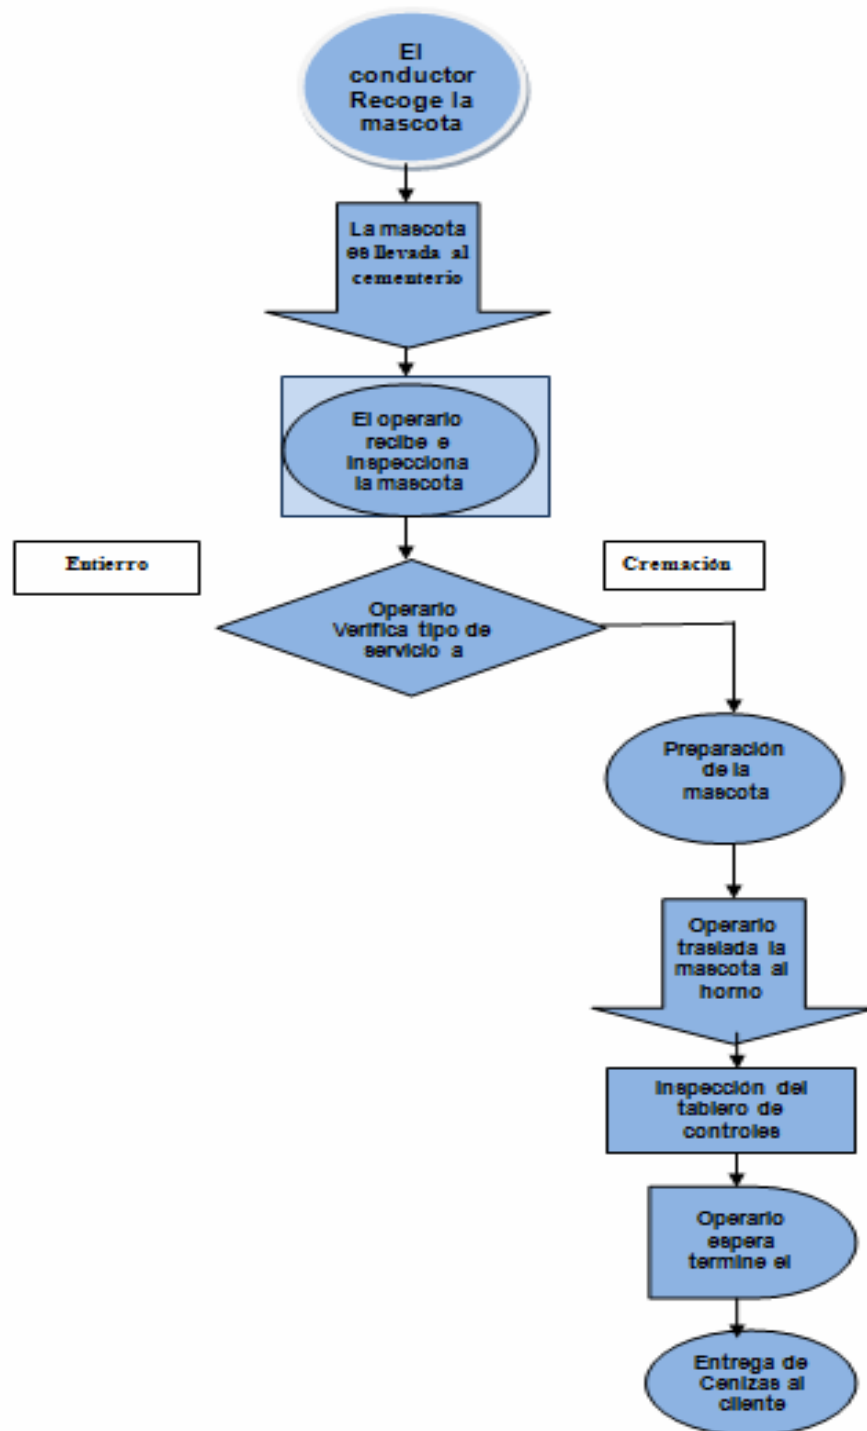 El
conductor
Recoge la
mascota
La mascota
es llevada al
cementerio
El operario
recibe e
inspecciona
la mascota
Entierro
Cremación
Operario
Verifica tipo de
servicio a
Preparación
de la
mascota
Operario
traslada la
mascota al
horno
Inspección del
tablero de
controles
Operario
espera
termine el
Entrega de
Cenizas al
cliente